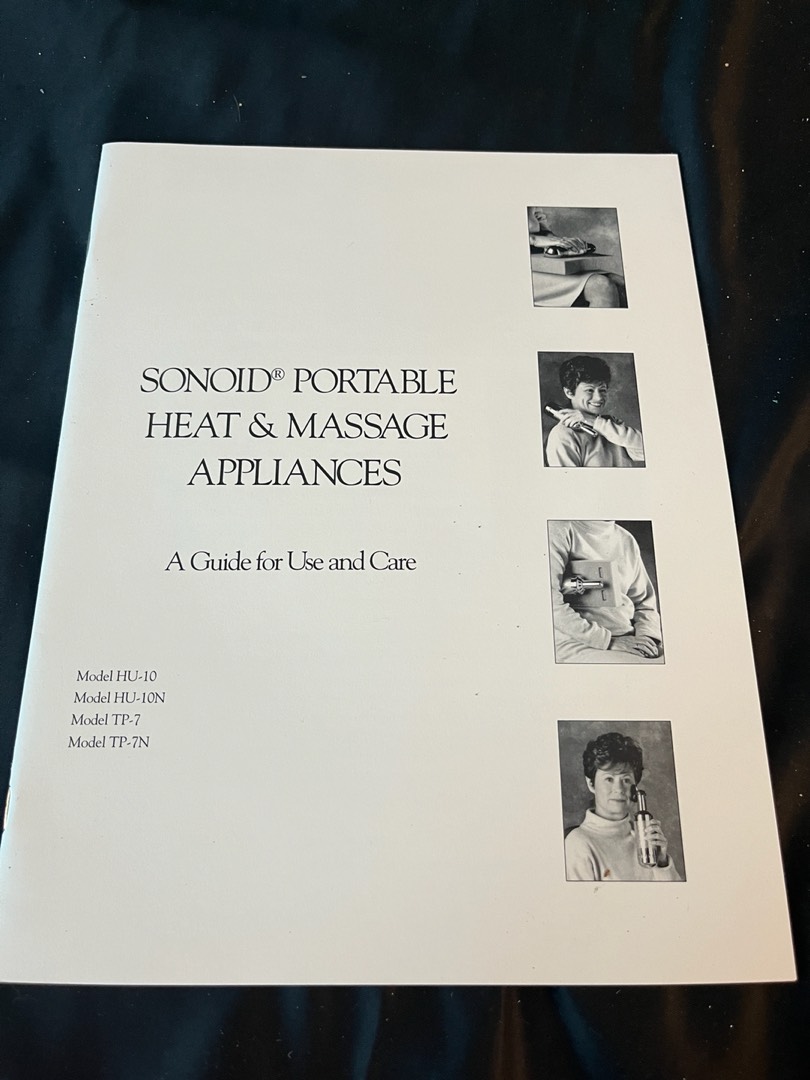 SONOID® PORTABLE
HEAT & MASSAGE
APPLIANCES
A Guide for Use and Care
Model HU-10
Model HU-10N
Model TP-7
Model TP-7N